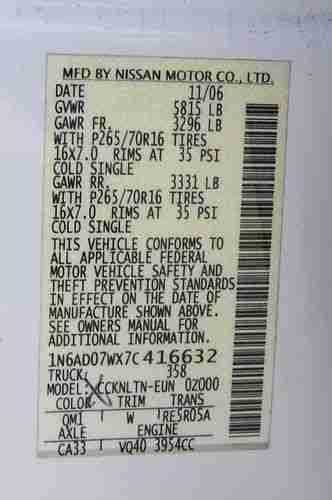 MFD BY NISSAN MOTOR CO., LTD.
DATE 11/06
GVWR 5815 LB
GAWR FR. 3296 LB
WITH P265/70R16 TIRES
16X7.0 RIMS AT 35 PSI
COLD SINGLE
GAWR RR. 3331 LB
WITH P265/70R16 TIRES
16X7.0 RIMS AT 35 PSI
COLD SINGLE
THIS VEHICLE CONFORMS TO
ALL APPLICABLE FEDERAL
MOTOR VEHICLE SAFETY AND
THEFT PREVENTION STANDARDS
IN EFFECT ON THE DATE OF
MANUFACTURE SHOWN ABOVE.
SEE OWNERS MANUAL FOR
ADDITIONAL INFORMATION.
1N6AD07WX7C416632
TRUCK, 358
MODEL: CCKNLTN-EUN 0Z000
COLOR TRIM TRANS
QM1 W RE5R05A
AXLE ENGINE
CA33 VQ40 3954CC